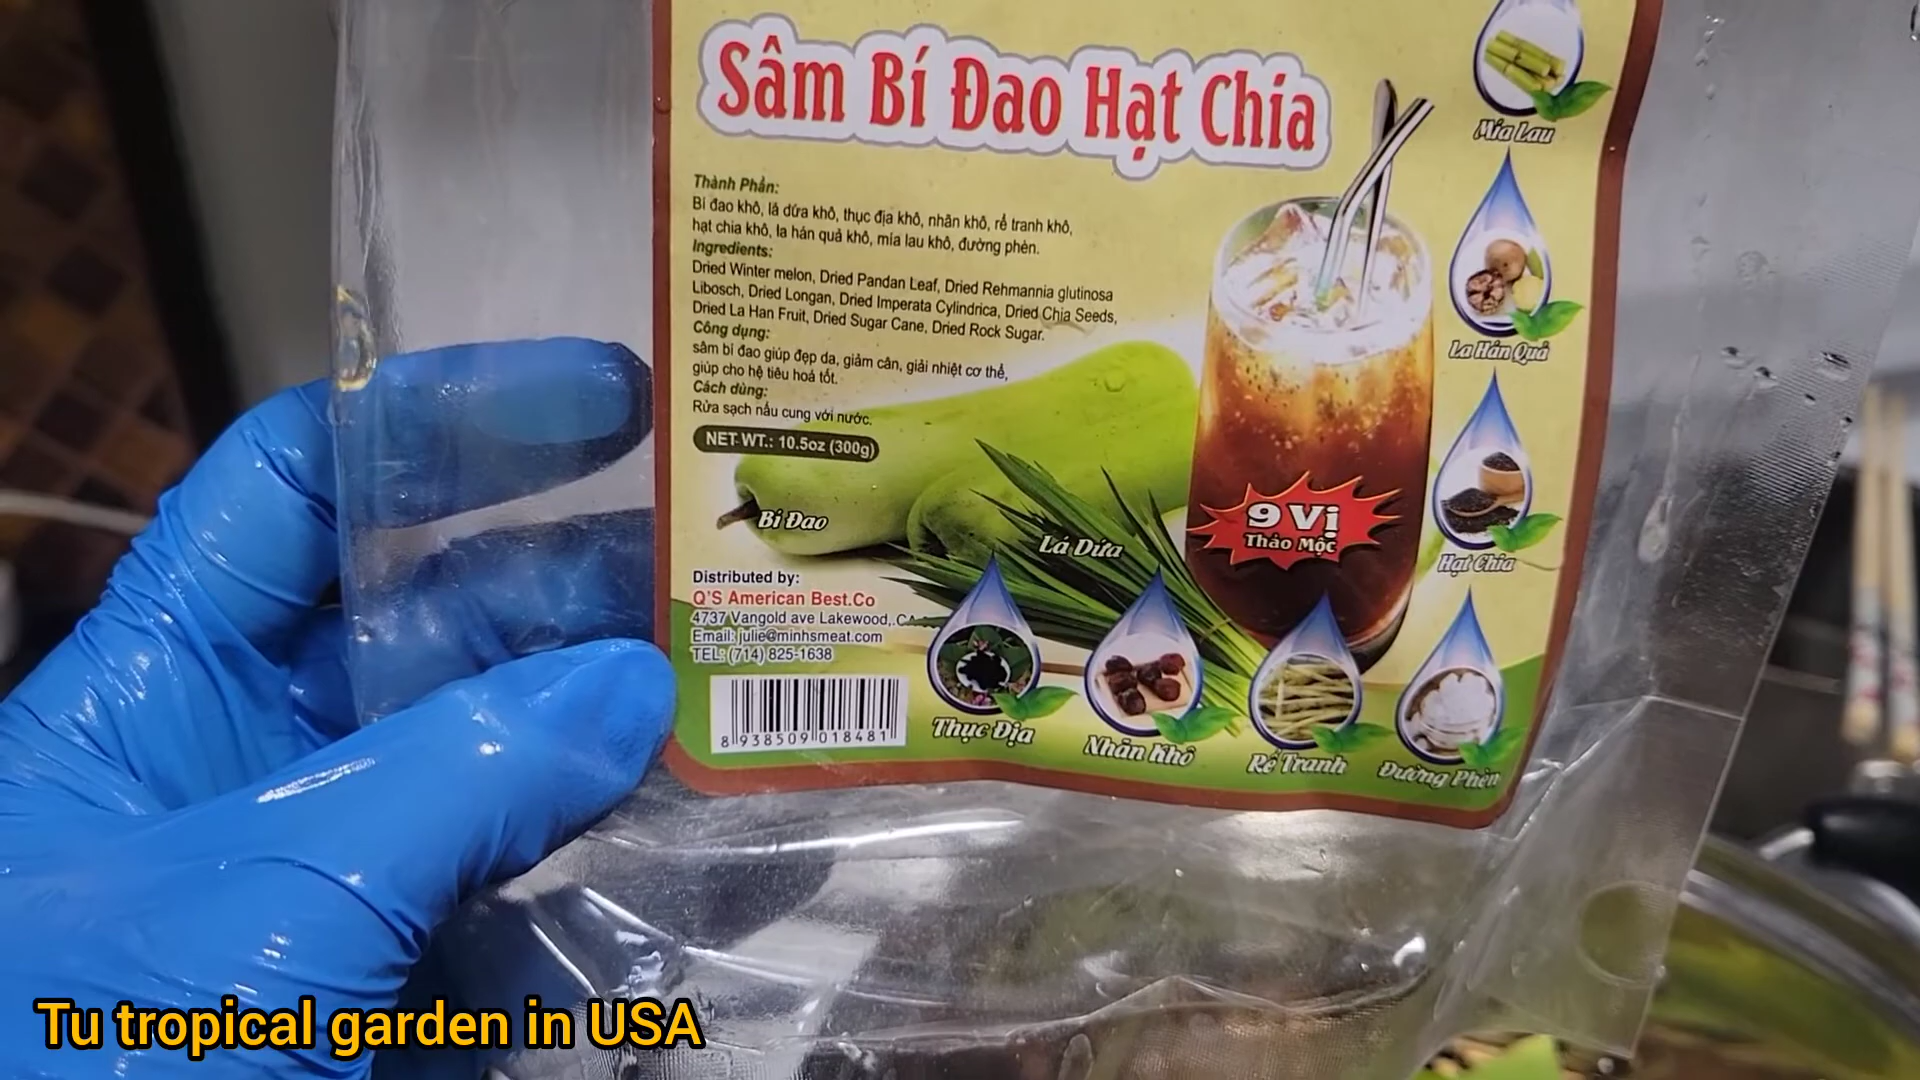 Sâm Bí Đao Hạt Chia
Mía Lau
Thành Phần:
Bí đao khô, lá dứa khô, thục địa khô, nhãn khô, rễ tranh khô,
hạt chia khô, la hán quả khô, mía lau khô, đường phèn.
Ingredients:
Dried Winter melon, Dried Pandan Leaf, Dried Rehmannia glutinosa
Libosch, Dried Longan, Dried Imperata Cylindrica, Dried Chia Seeds,
Dried La Han Fruit, Dried Sugar Cane, Dried Rock Sugar.
Công dụng:
sâm bí đao giúp đẹp da, giảm cân, giải nhiệt cơ thể,
giúp cho hệ tiêu hoá tốt.
Cách dùng:
Rửa sạch nấu cung với nước.
NET WT.: 10.5oz (300g)
La Hán Quả
Bí Đao
Lá Dứa
9 Vị
Thảo Mộc
Hạt Chia
Distributed by:
Q'S American Best.Co
4737 Vangold ave Lakewood,.CA
Email: julie@minhsmeat.com
TEL: (714) 825-1638
8 938509 018481
Thục Địa
Nhãn Khô
Rễ Tranh
Đường Phèn
Tu tropical garden in USA